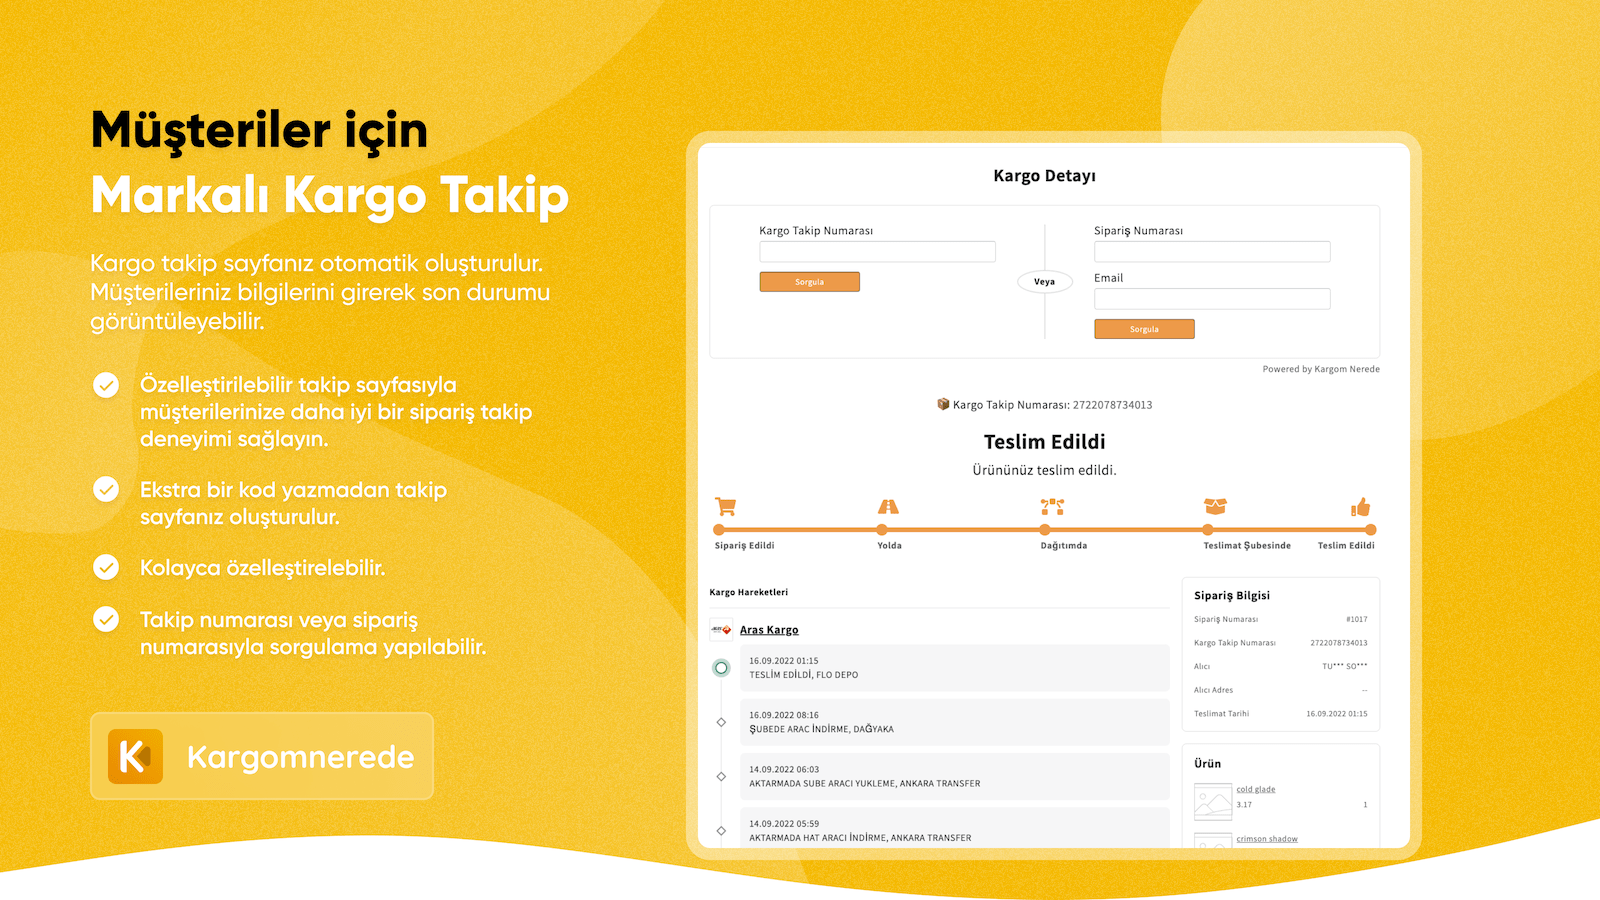 Müşteriler için
Markalı Kargo Takip
Kargo takip sayfanız otomatik oluşturulur.
Müşterileriniz bilgilerini girerek son durumu
görüntüleyebilir.
Özelleştirilebilir takip sayfasıyla
müşterilerinize daha iyi bir sipariş takip
deneyimi sağlayın.
Ekstra bir kod yazmadan takip
sayfanız oluşturulur.
Kolayca özelleştirelebilir.
Takip numarası veya sipariş
numarasıyla sorgulama yapılabilir.
Kargomnerede
Kargo Detayı
Kargo Takip Numarası
Sorgula
Veya
Sipariş Numarası
Email
Sorgula
Powered by Kargom Nerede
Kargo Takip Numarası: 2722078734013
Teslim Edildi
Ürününüz teslim edildi.
Sipariş Edildi
Yolda
Dağıtımda
Teslimat Şubesinde
Teslim Edildi
Kargo Hareketleri
Aras Kargo
16.09.2022 01:15
TESLİM EDİLDİ, FLO DEPO
16.09.2022 08:16
ŞUBEDE ARAC İNDİRME, DAĞYAKA
14.09.2022 06:03
AKTARMADA SUBE ARACI YUKLEME, ANKARA TRANSFER
14.09.2022 05:59
AKTARMADA HAT ARACI İNDİRME, ANKARA TRANSFER
Sipariş Bilgisi
Sipariş Numarası #1017
Kargo Takip Numarası 2722078734013
Alıcı TU*** SO***
Alıcı Adres --
Teslimat Tarihi 16.09.2022 01:15
Ürün
cold glade
3.17 1
crimson shadow